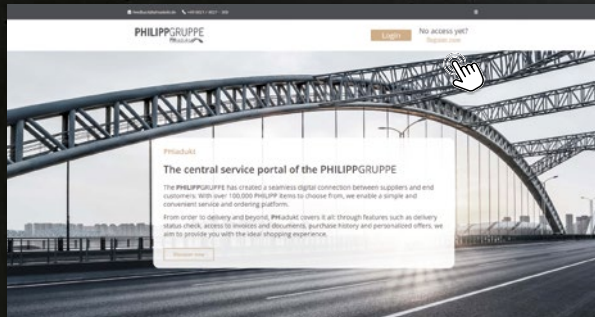 PHILIPPGRUPPE
Login
No access yet?
Register now
PHiadukt
The central service portal of the PHILIPPGRUPPE
The PHILIPPGRUPPE has created a seamless digital connection between suppliers and end
customers. With over 100.000 PHILIPP items to choose from, we enable a simple and
convenient service and ordering platform.
From order to delivery and beyond, PHiadukt covers it all: through features such as delivery
status check, access to invoices and documents, purchase history and personalized offers, we
aim to provide you with the ideal shopping experience.
Discover now